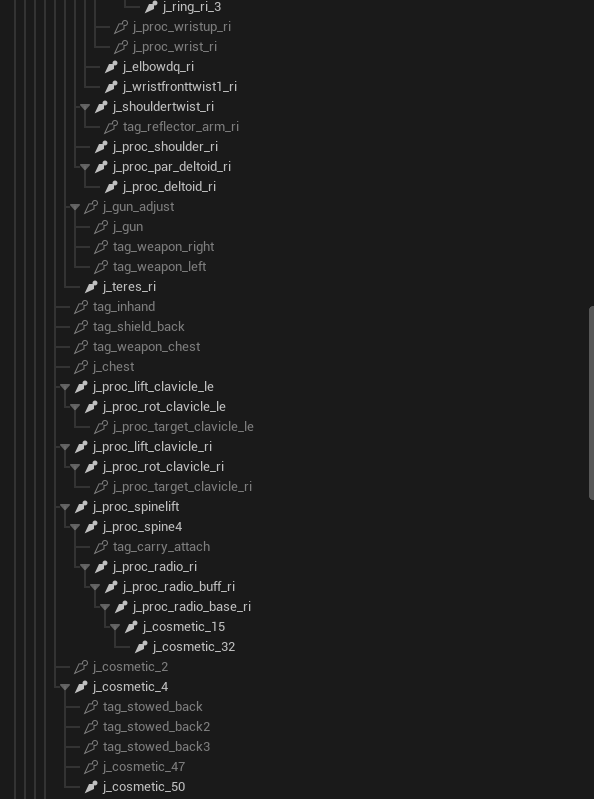 j_ring_ri_3
j_proc_wristup_ri
j_proc_wrist_ri
j_elbowdq_ri
j_wristfronttwist1_ri
j_shouldertwist_ri
tag_reflector_arm_ri
j_proc_shoulder_ri
j_proc_par_deltoid_ri
j_proc_deltoid_ri
j_gun_adjust
j_gun
tag_weapon_right
tag_weapon_left
j_teres_ri
tag_inhand
tag_shield_back
tag_weapon_chest
j_chest
j_proc_lift_clavicle_le
j_proc_rot_clavicle_le
j_proc_target_clavicle_le
j_proc_lift_clavicle_ri
j_proc_rot_clavicle_ri
j_proc_target_clavicle_ri
j_proc_spinelift
j_proc_spine4
tag_carry_attach
j_proc_radio_ri
j_proc_radio_buff_ri
j_proc_radio_base_ri
j_cosmetic_15
j_cosmetic_32
j_cosmetic_2
j_cosmetic_4
tag_stowed_back
tag_stowed_back2
tag_stowed_back3
j_cosmetic_47
j_cosmetic_50